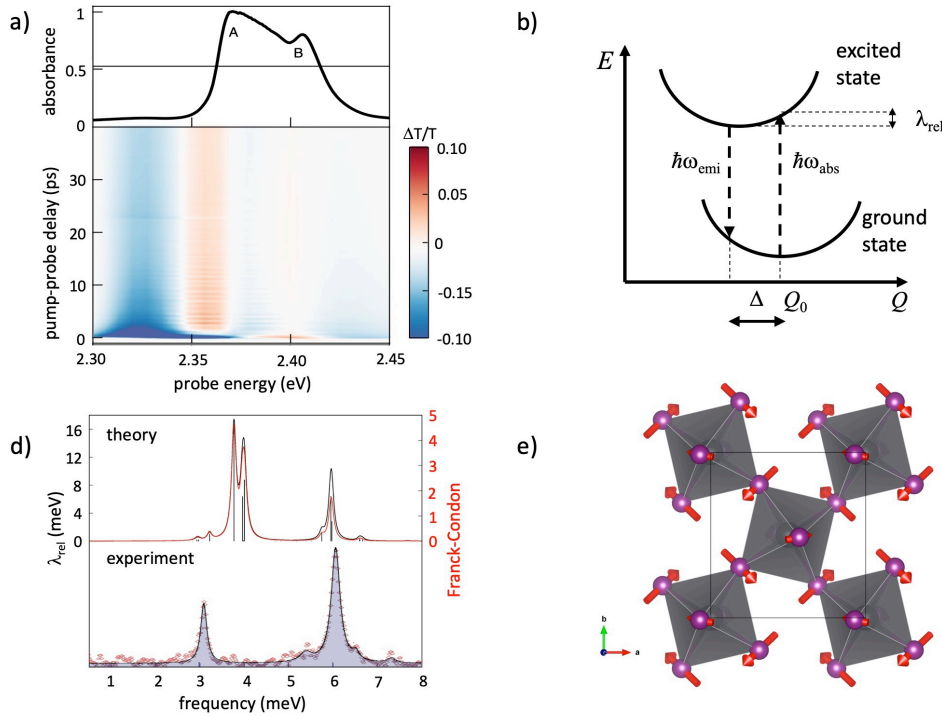 a)
absorbance
1
0.5
0
A
B
pump-probe delay (ps)
30
20
10
0
2.30
2.35
2.40
2.45
probe energy (eV)
ΔT/T
0.10
0.05
0
-0.15
-0.10
b)
E
excited
state
λrel
ħωemi
ħωabs
ground
state
Δ
Q0
Q
d)
theory
λrel (meV)
16
12
8
4
0
5
4
3
2
1
0
Franck-Condon
experiment
1
2
3
4
5
6
7
8
frequency (meV)
e)
b
a